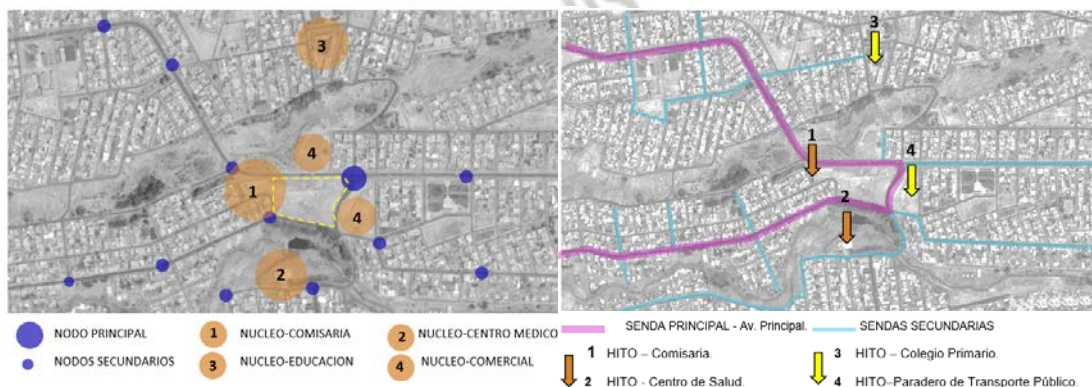 3
4
1
4
2
NODO PRINCIPAL
1
NUCLEO-COMISARIA
2
NUCLEO-CENTRO MEDICO
NODOS SECUNDARIOS
3
NUCLEO-EDUCACION
4
NUCLEO-COMERCIAL
3
1
4
2
SENDA PRINCIPAL - Av. Principal.
SENDAS SECUNDARIAS
1 HITO – Comisaria.
3 HITO – Colegio Primario.
2 HITO - Centro de Salud.
4 HITO–Paradero de Transporte Público.